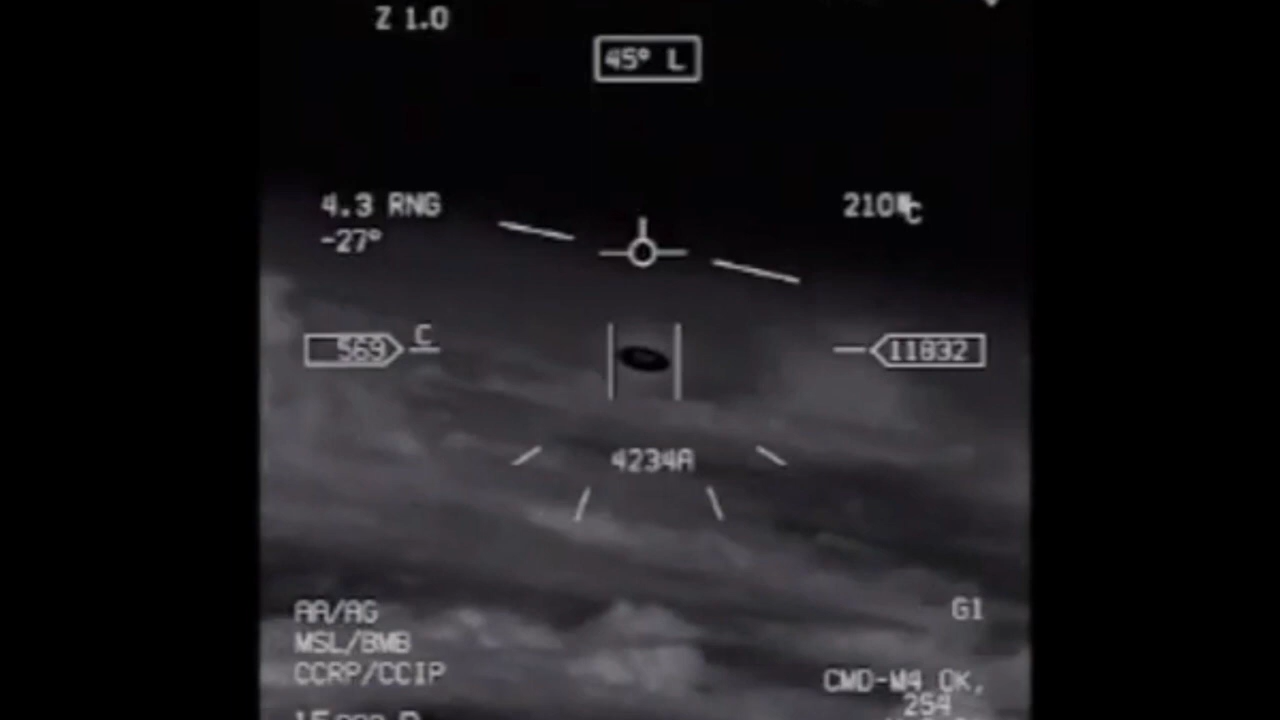 Z 1.0
45° L
4.3 RNG
-27°
569
C
11832
4234A
AA/AG
MSL/BMB
CCRP/CCIP
G1
CMD-W4 OK,
254